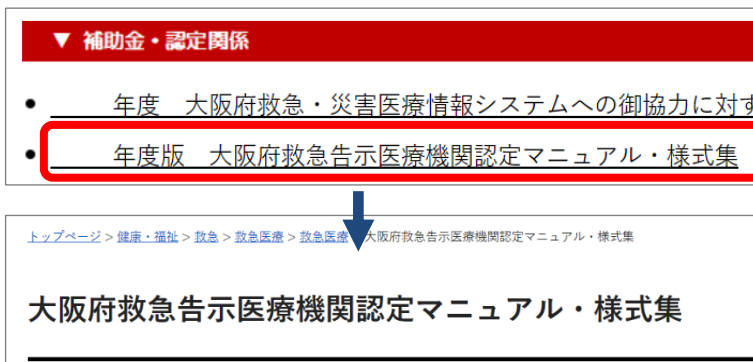 ▼ 補助金・認定関係
• 年度　大阪府救急・災害医療情報システムへの御協力に対す
• 年度版　大阪府救急告示医療機関認定マニュアル・様式集
トップページ > 健康・福祉 > 救急 > 救急医療 > 救急医療 大阪府救急告示医療機関認定マニュアル・様式集
大阪府救急告示医療機関認定マニュアル・様式集